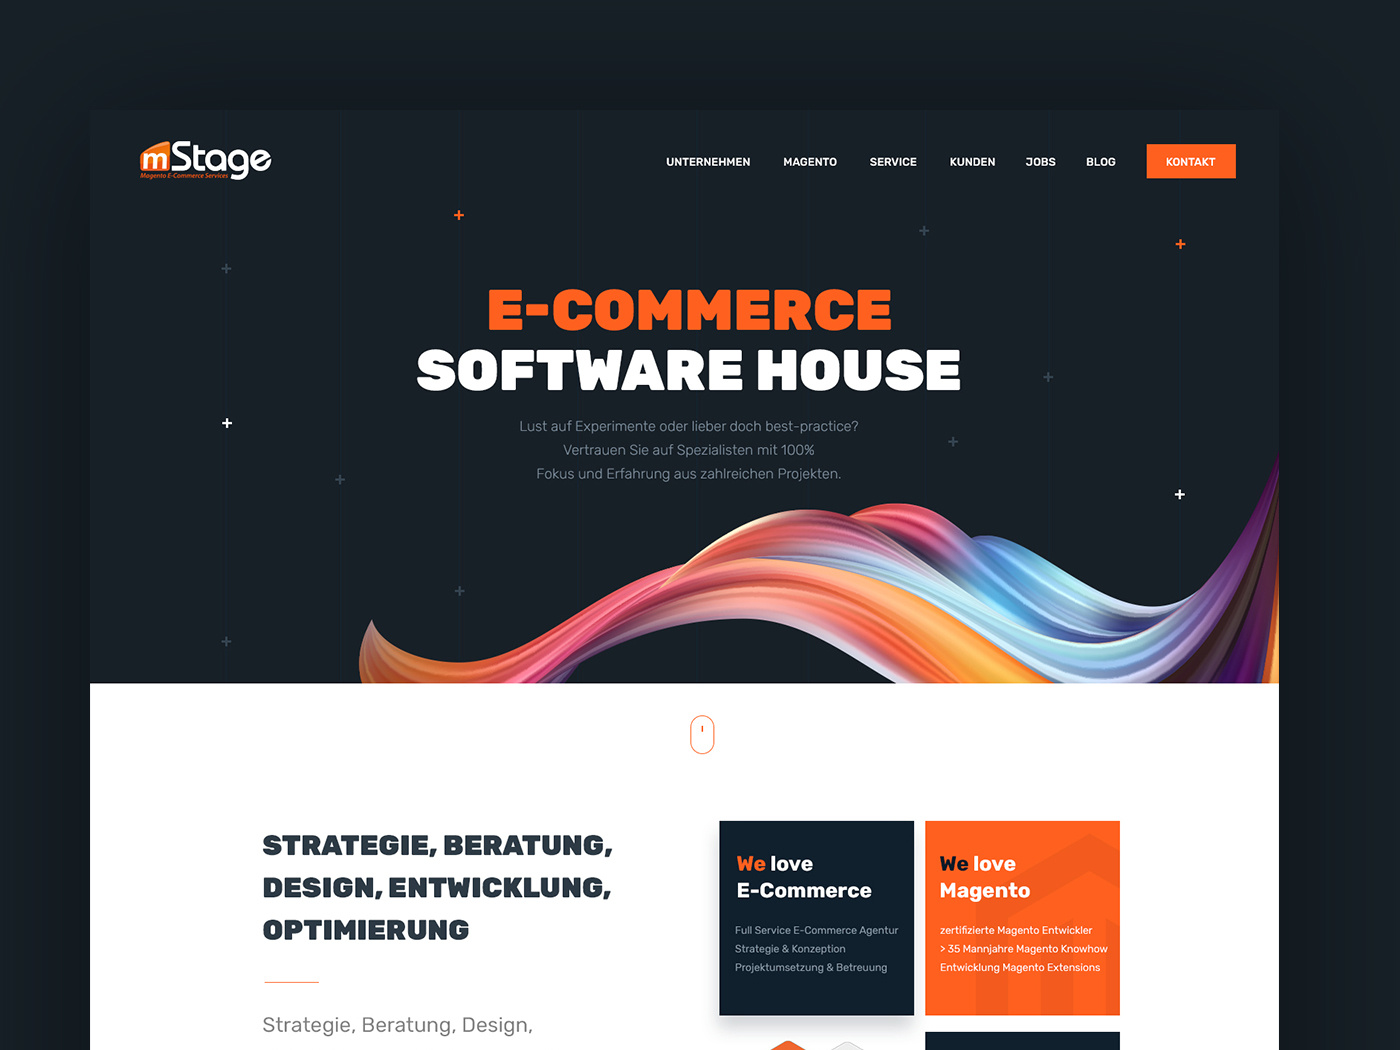 mStage
Magento E-Commerce Services
UNTERNEHMEN MAGENTO SERVICE KUNDEN JOBS BLOG KONTAKT
E-COMMERCE
SOFTWARE HOUSE
Lust auf Experimente oder lieber doch best-practice?
Vertrauen Sie auf Spezialisten mit 100%
Fokus und Erfahrung aus zahlreichen Projekten.
STRATEGIE, BERATUNG,
DESIGN, ENTWICKLUNG,
OPTIMIERUNG
Strategie, Beratung, Design,
We love
E-Commerce
Full Service E-Commerce Agentur
Strategie & Konzeption
Projektumsetzung & Betreuung
We love
Magento
zertifizierte Magento Entwickler
> 35 Mannjahre Magento Knowhow
Entwicklung Magento Extensions